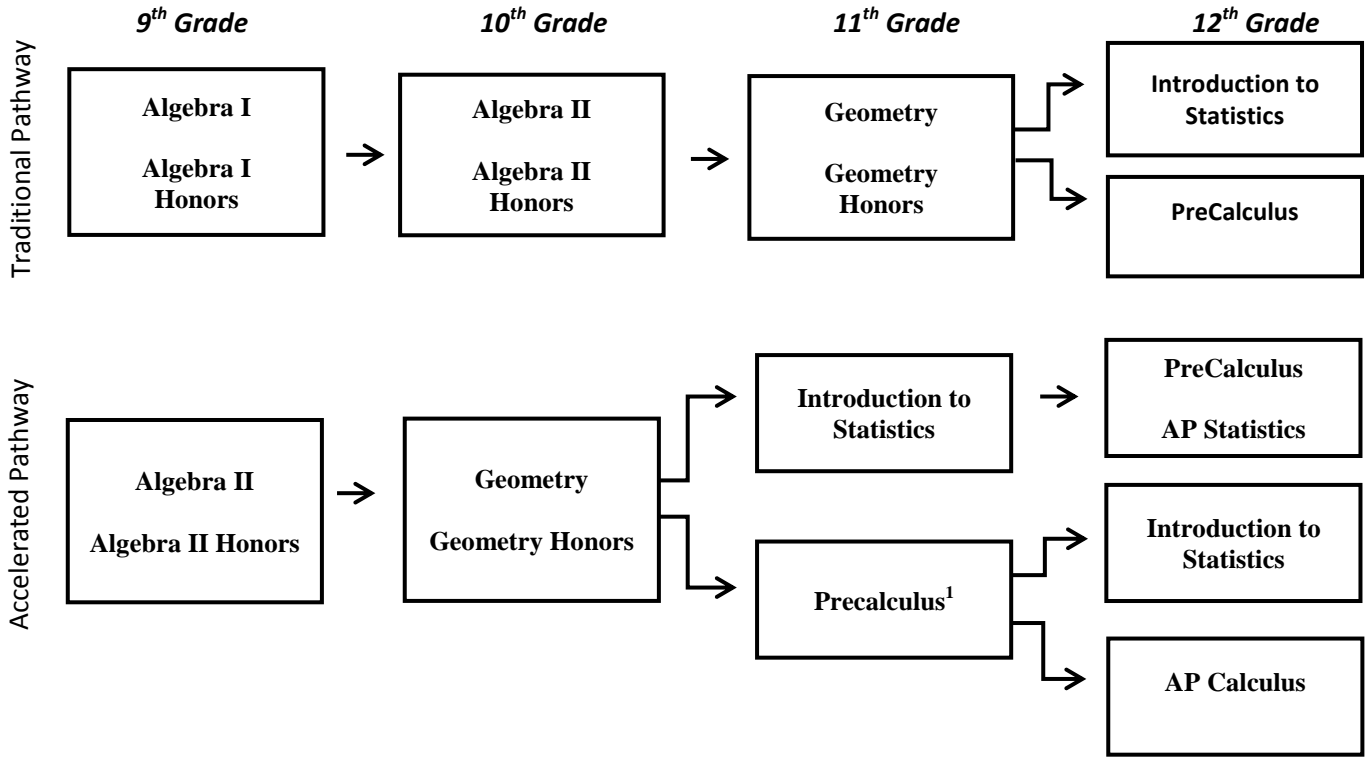 9th Grade
10th Grade
11th Grade
12th Grade
Traditional Pathway
Algebra I
Algebra I
Honors
Algebra II
Algebra II
Honors
Geometry
Geometry
Honors
Introduction to
Statistics
PreCalculus
Accelerated Pathway
Algebra II
Algebra II Honors
Geometry
Geometry Honors
Introduction to
Statistics
PreCalculus
AP Statistics
Precalculus1
Introduction to
Statistics
AP Calculus